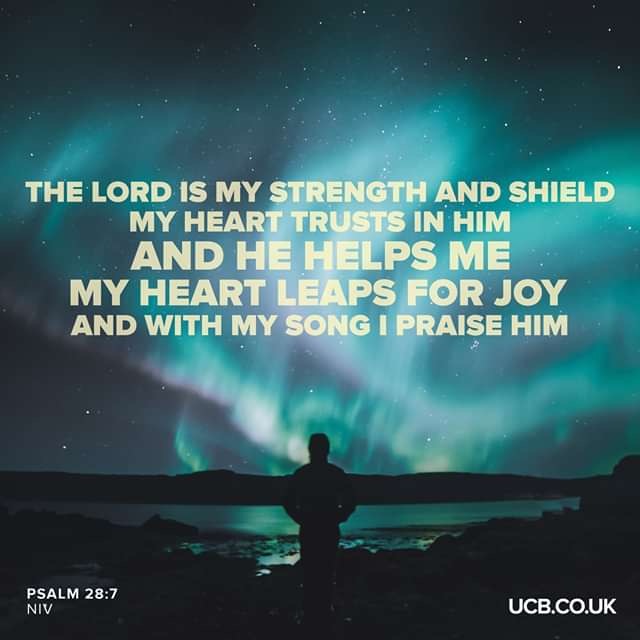 THE LORD IS MY STRENGTH AND SHIELD
MY HEART TRUSTS IN HIM
AND HE HELPS ME
MY HEART LEAPS FOR JOY
AND WITH MY SONG I PRAISE HIM
PSALM 28:7
NIV
UCB.CO.UK